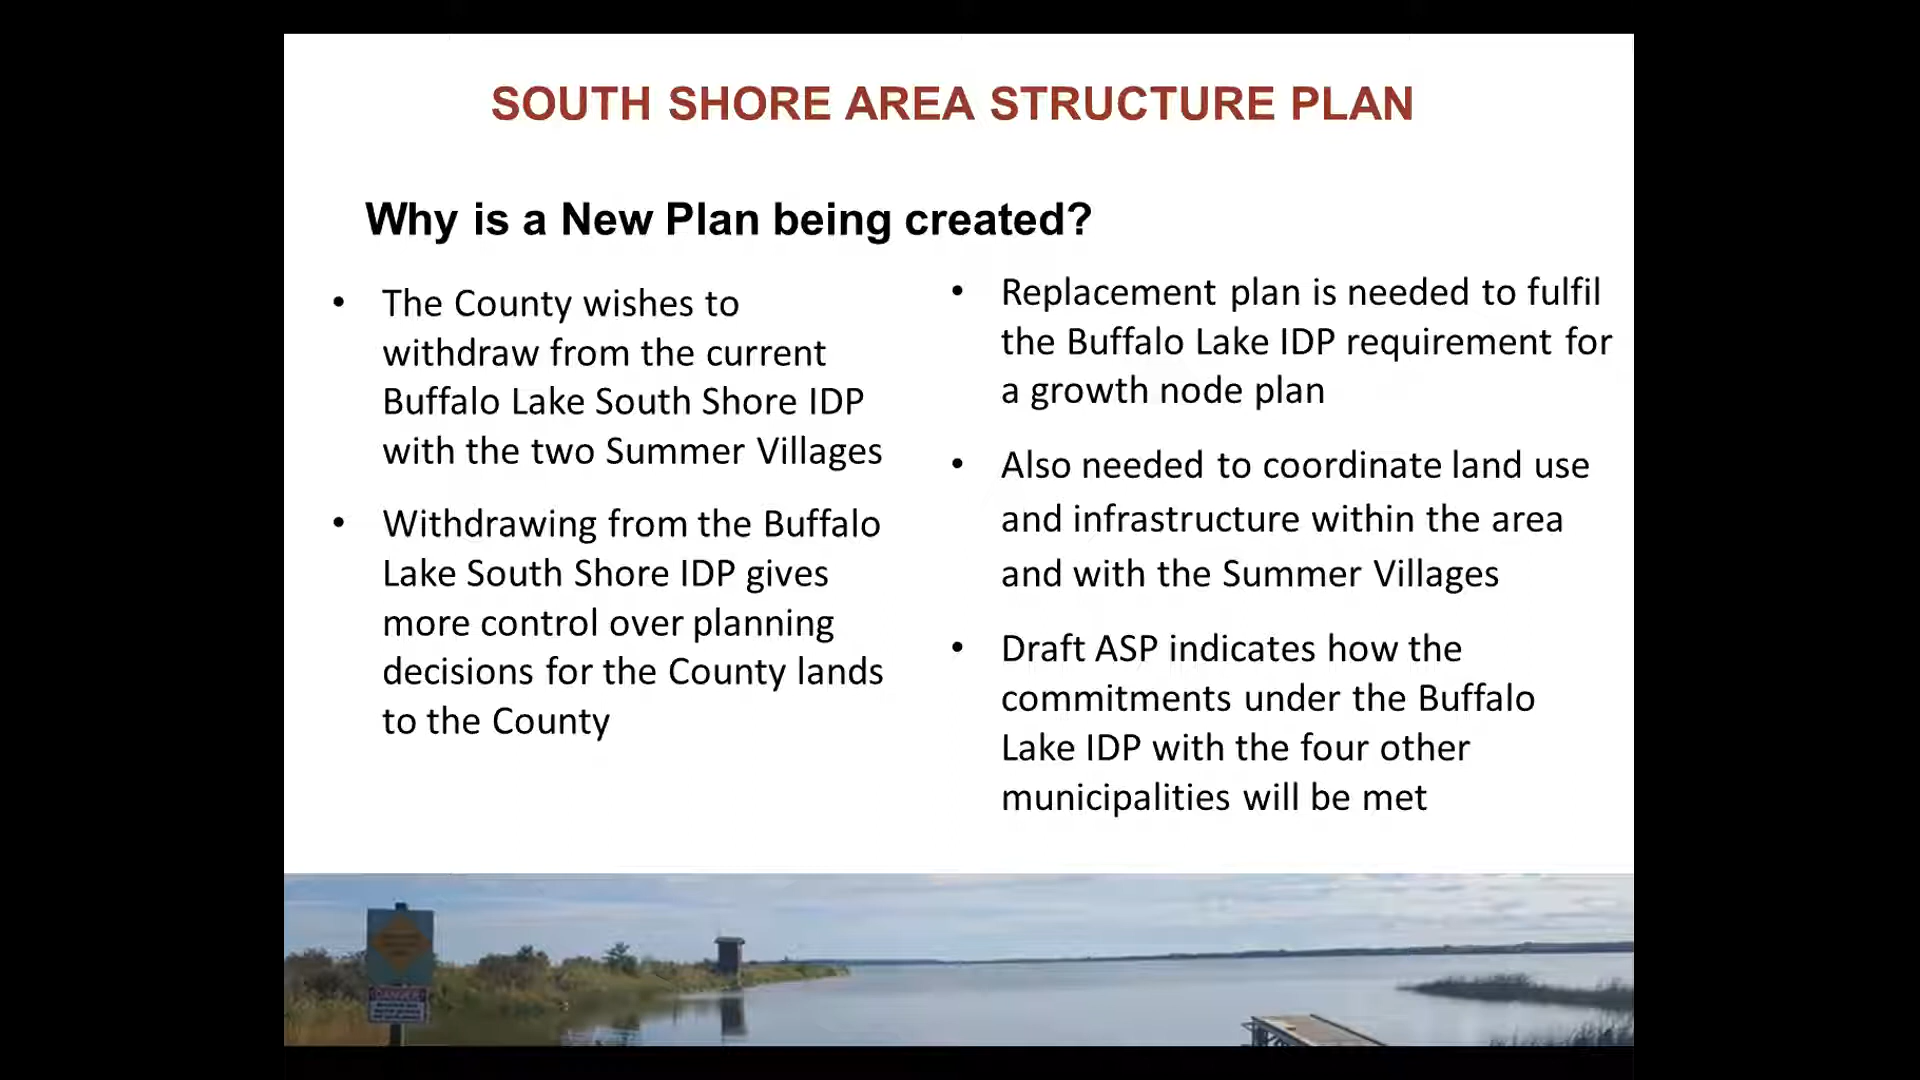 SOUTH SHORE AREA STRUCTURE PLAN
Why is a New Plan being created?
• The County wishes to
withdraw from the current
Buffalo Lake South Shore IDP
with the two Summer Villages
• Withdrawing from the Buffalo
Lake South Shore IDP gives
more control over planning
decisions for the County lands
to the County
• Replacement plan is needed to fulfil
the Buffalo Lake IDP requirement for
a growth node plan
• Also needed to coordinate land use
and infrastructure within the area
and with the Summer Villages
• Draft ASP indicates how the
commitments under the Buffalo
Lake IDP with the four other
municipalities will be met
DANGER